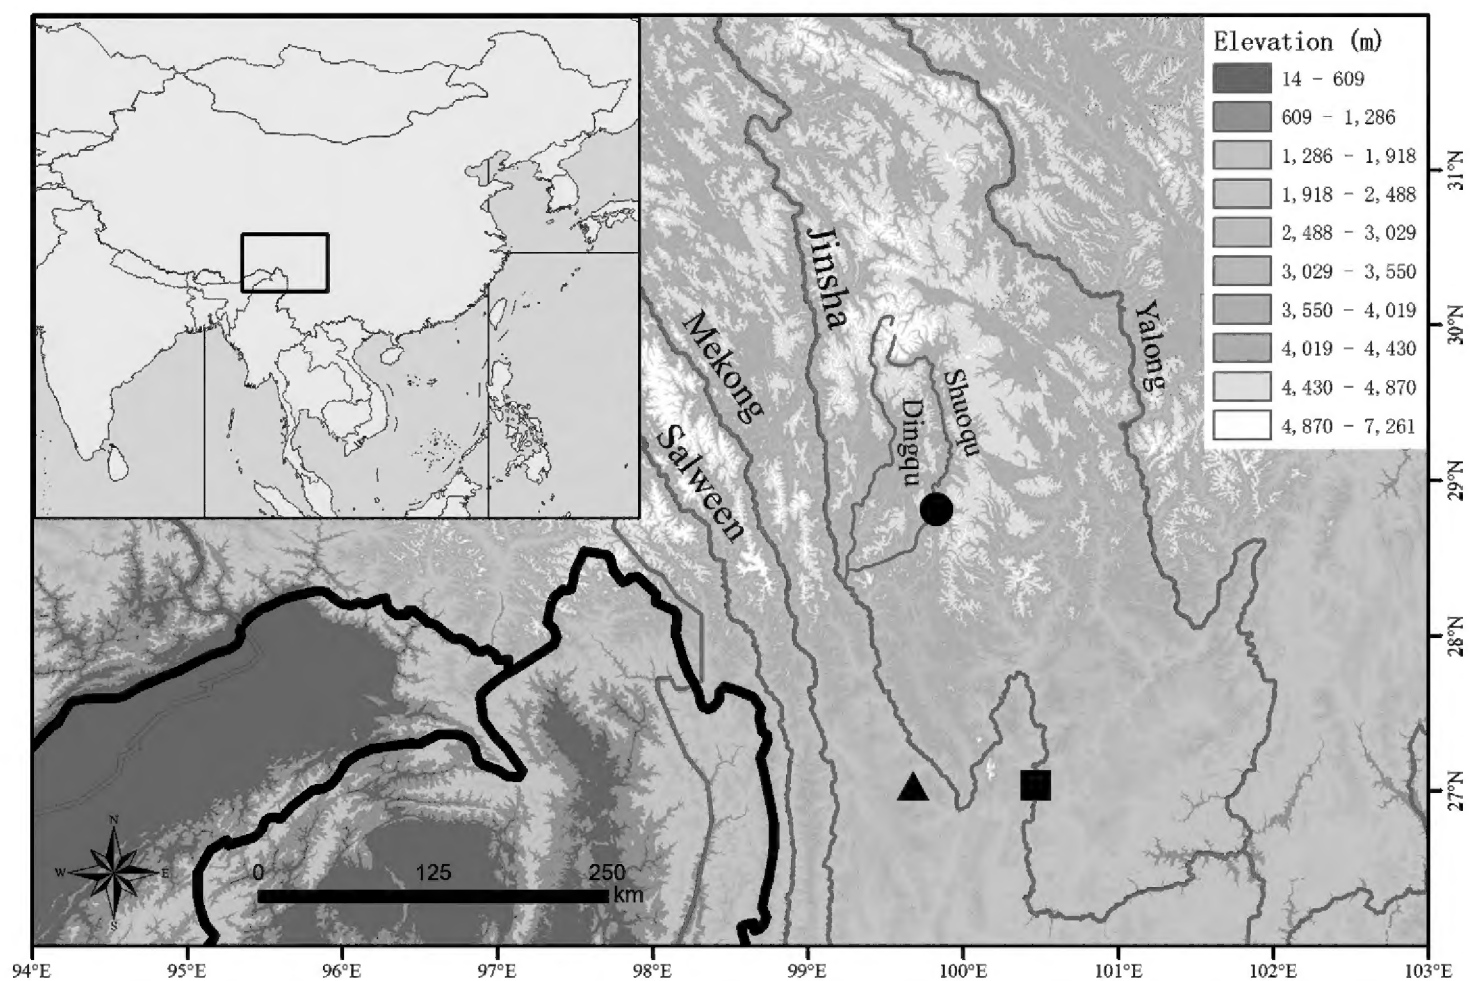 Elevation (m)
14 - 609
609 - 1,286
1,286 - 1,918
1,918 - 2,488
2,488 - 3,029
3,029 - 3,550
3,550 - 4,019
4,019 - 4,430
4,430 - 4,870
4,870 - 7,261
Jinsha
Mekong
Salween
Dingqu
Shuoqu
Yalong
31°N
30°N
29°N
28°N
27°N
N
W
E
S
0 125 250
km
94°E 95°E 96°E 97°E 98°E 99°E 100°E 101°E 102°E 103°E